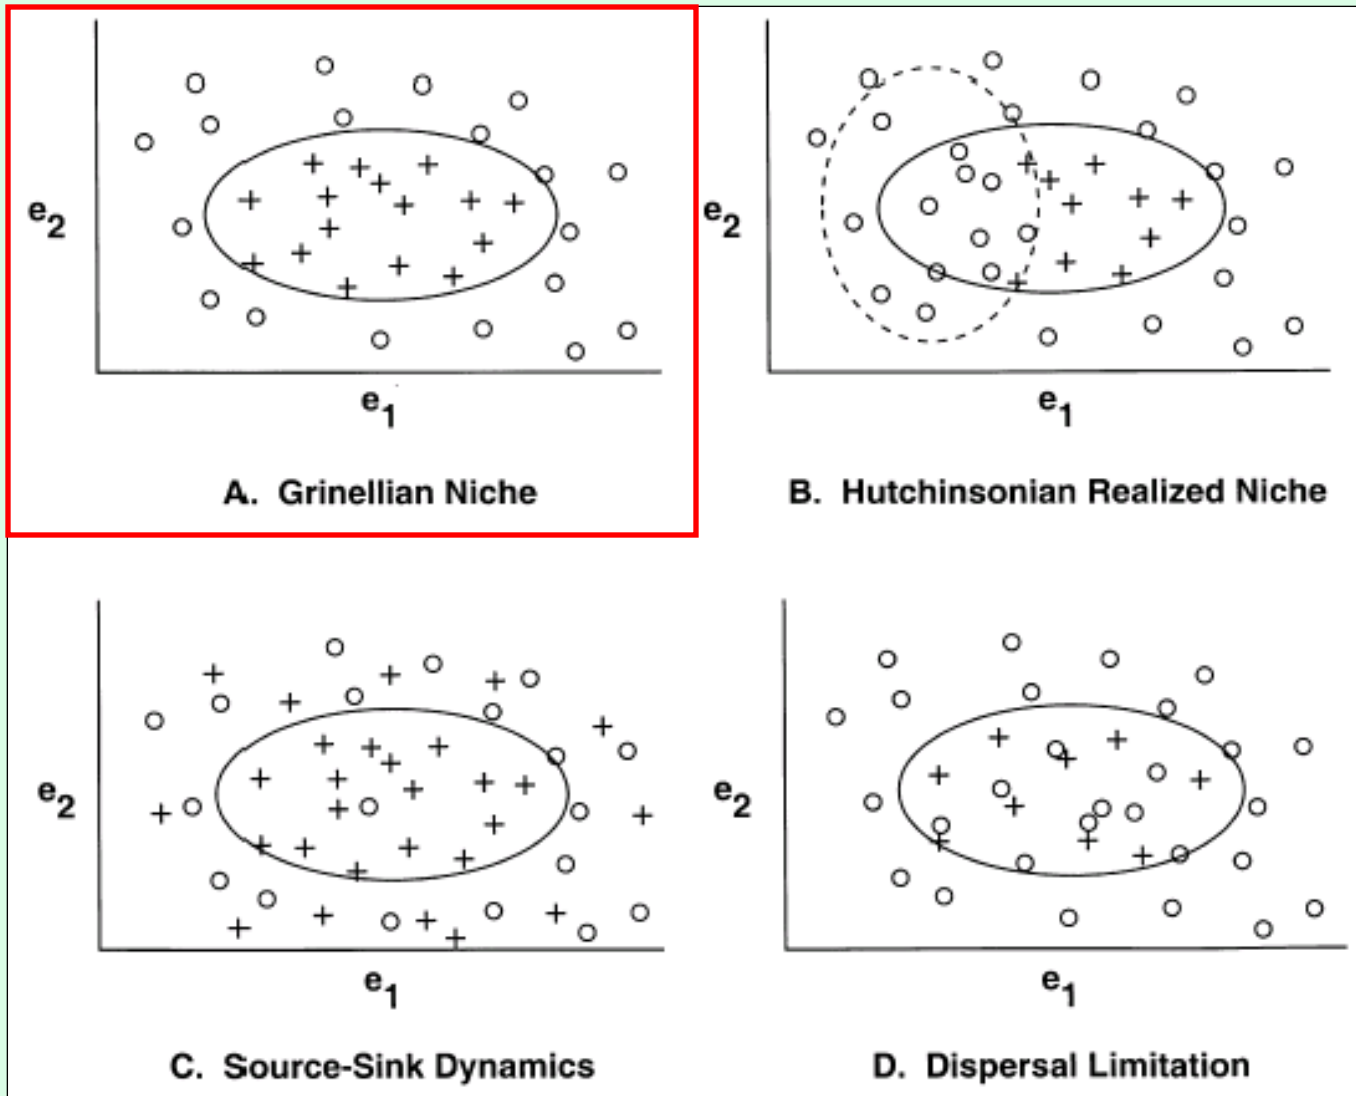 e2
e1
A. Grinellian Niche
e2
e1
B. Hutchinsonian Realized Niche
e2
e1
C. Source-Sink Dynamics
e2
e1
D. Dispersal Limitation